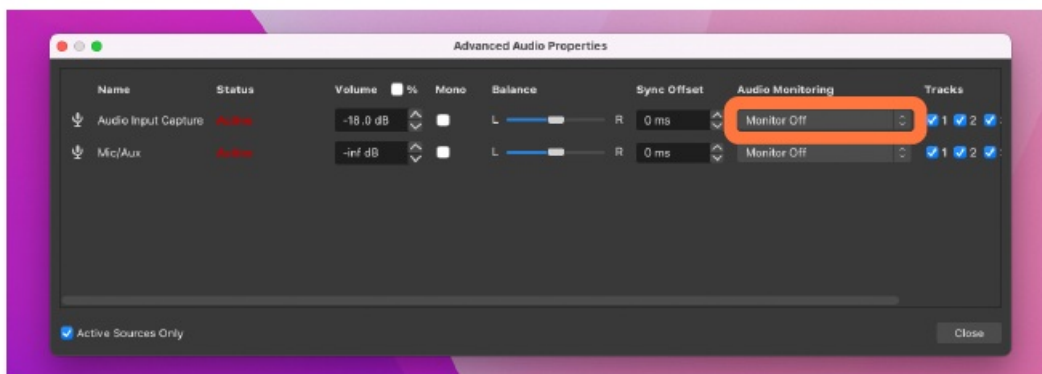 Advanced Audio Properties
Name Status Volume % Mono Balance Sync Offset Audio Monitoring Tracks
Audio Input Capture Active -18.0 dB L R 0 ms Monitor Off 1 2
Mic/Aux Active -inf dB L R 0 ms Monitor Off 1 2
Active Sources Only Close